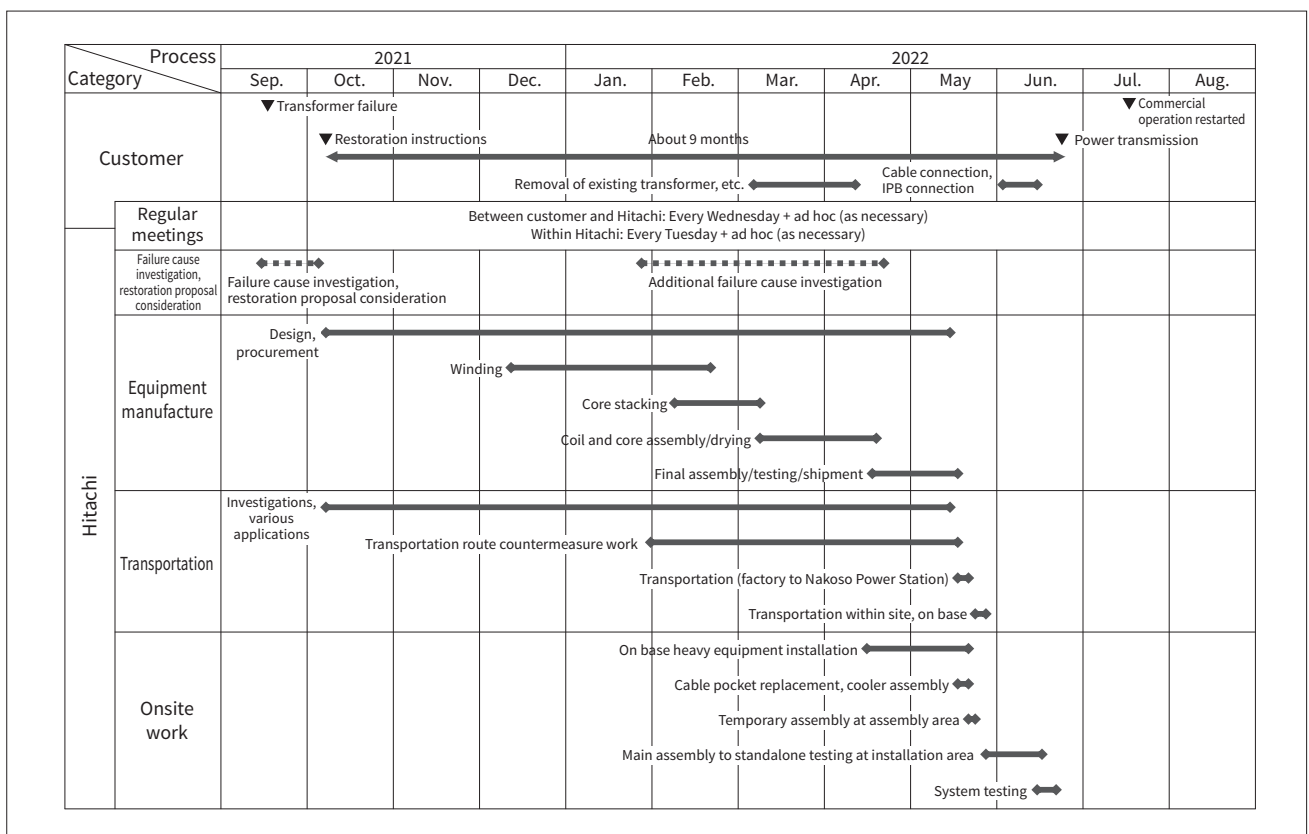 Process
Category
2021
2022
Sep.
Oct.
Nov.
Dec.
Jan.
Feb.
Mar.
Apr.
May
Jun.
Jul.
Aug.
Customer
▼Transformer failure
▼Commercial
operation restarted
▼Restoration instructions
About 9 months
▼Power transmission
Removal of existing transformer, etc.
Cable connection,
IPB connection
Hitachi
Regular
meetings
Between customer and Hitachi: Every Wednesday + ad hoc (as necessary)
Within Hitachi: Every Tuesday + ad hoc (as necessary)
Failure cause
investigation,
restoration proposal
consideration
Failure cause investigation,
restoration proposal consideration
Additional failure cause investigation
Equipment
manufacture
Design,
procurement
Winding
Core stacking
Coil and core assembly/drying
Final assembly/testing/shipment
Transportation
Investigations,
various
applications
Transportation route countermeasure work
Transportation (factory to Nakoso Power Station)
Transportation within site, on base
Onsite
work
On base heavy equipment installation
Cable pocket replacement, cooler assembly
Temporary assembly at assembly area
Main assembly to standalone testing at installation area
System testing